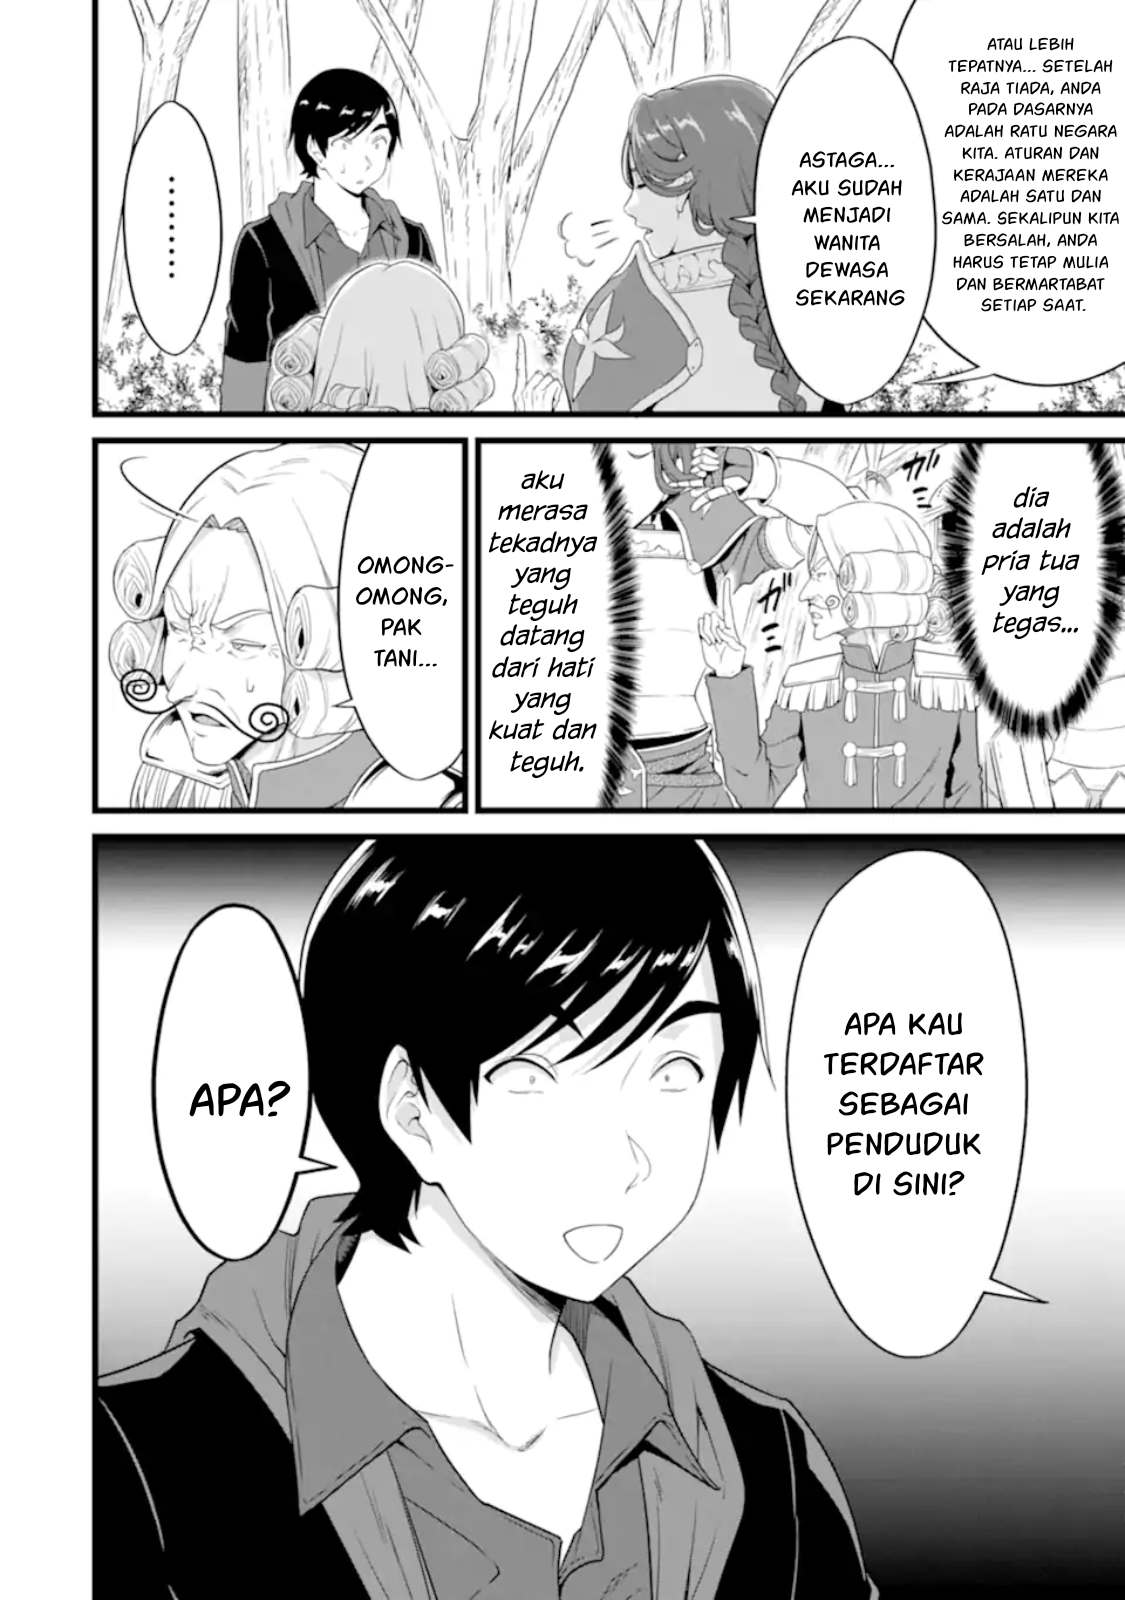 ATAU LEBIH
TEPATNYA... SETELAH
RAJA TIADA, ANDA
PADA DASARNYA
ADALAH RATU NEGARA
KITA. ATURAN DAN
KERAJAAN MEREKA
ADALAH SATU DAN
SAMA. SEKALIPUN KITA
BERSALAH, ANDA
HARUS TETAP MULIA
DAN BERMARTABAT
SETIAP SAAT.
ASTAGA...
AKU SUDAH
MENJADI
WANITA
DEWASA
SEKARANG
.........
dia
adalah
pria tua
yang
tegas...
ガガ
aku
merasa
tekadnya
yang
teguh
datang
dari hati
yang
kuat dan
teguh.
OMONG-
OMONG,
PAK
TANI...
APA KAU
TERDAFTAR
SEBAGAI
PENDUDUK
DI SINI?
APA?